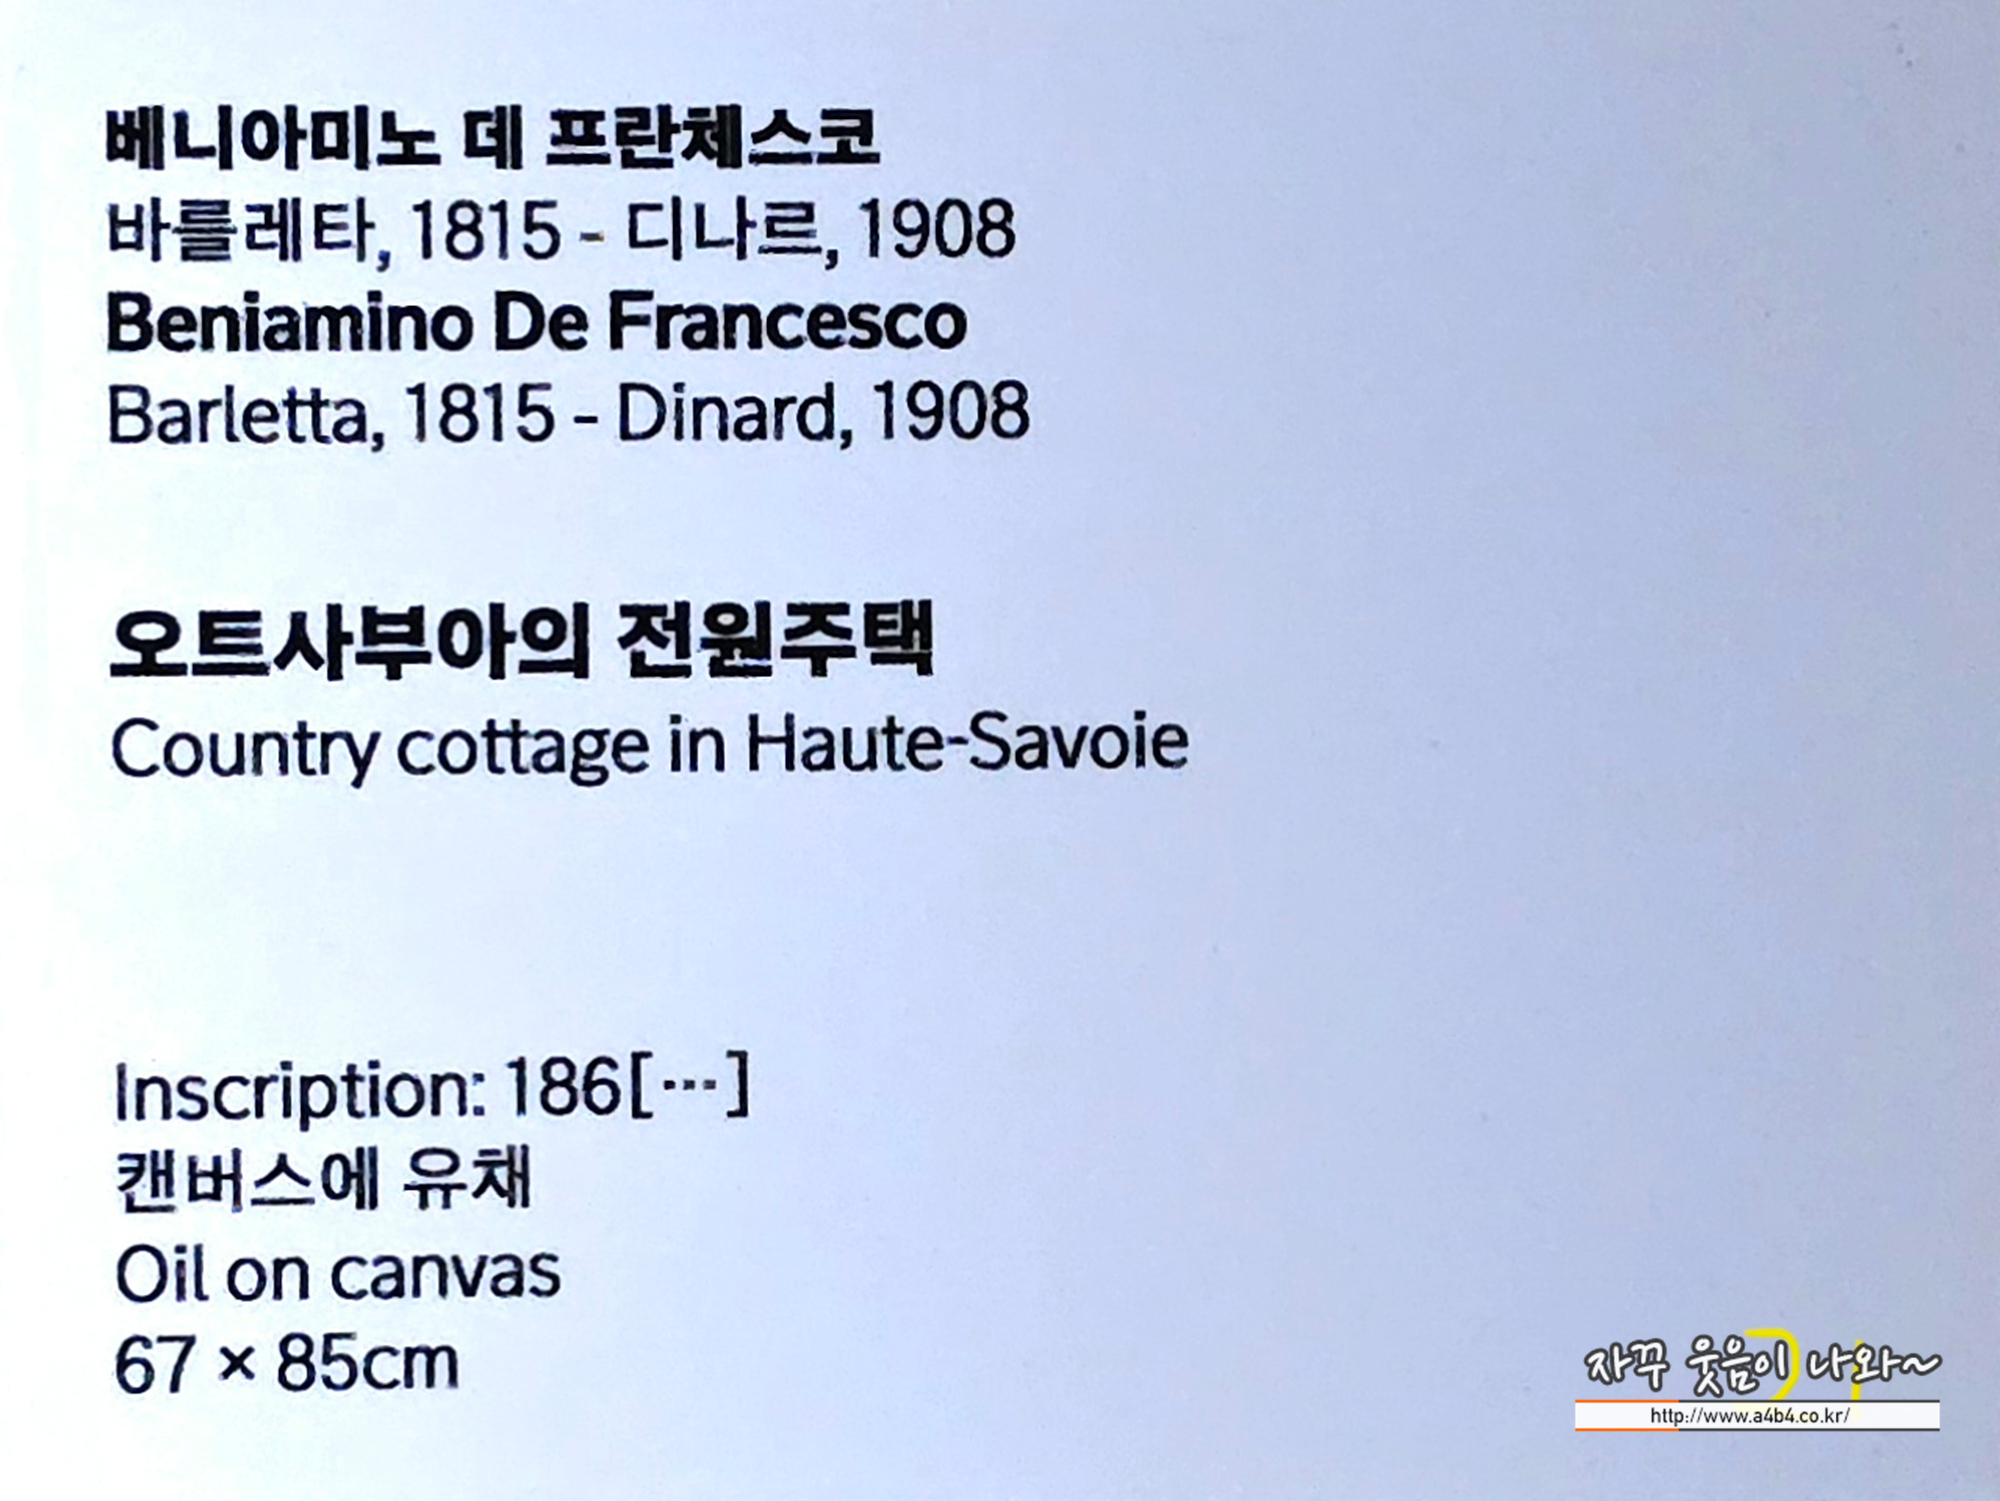 베니아미노 데 프란체스코
바를레타, 1815 - 디나르, 1908
Beniamino De Francesco
Barletta, 1815 - Dinard, 1908
오트사부아의 전원주택
Country cottage in Haute-Savoie
Inscription: 186[···]
캔버스에 유채
Oil on canvas
67 × 85cm
자꾸 웃음이 나와~
http://www.a4b4.co.kr/